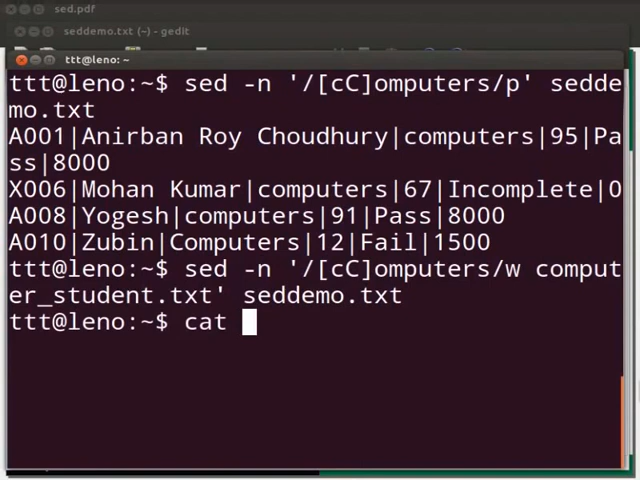 sed.pdf
seddemo.txt (~) - gedit
ttt@leno: ~
ttt@leno:~$ sed -n '/[cC]omputers/p' sedde
mo.txt
A001|Anirban Roy Choudhury|computers|95|Pa
ss|8000
X006|Mohan Kumar|computers|67|Incomplete|0
A008|Yogesh|computers|91|Pass|8000
A010|Zubin|Computers|12|Fail|1500
ttt@leno:~$ sed -n '/[cC]omputers/w comput
er_student.txt' seddemo.txt
ttt@leno:~$ cat